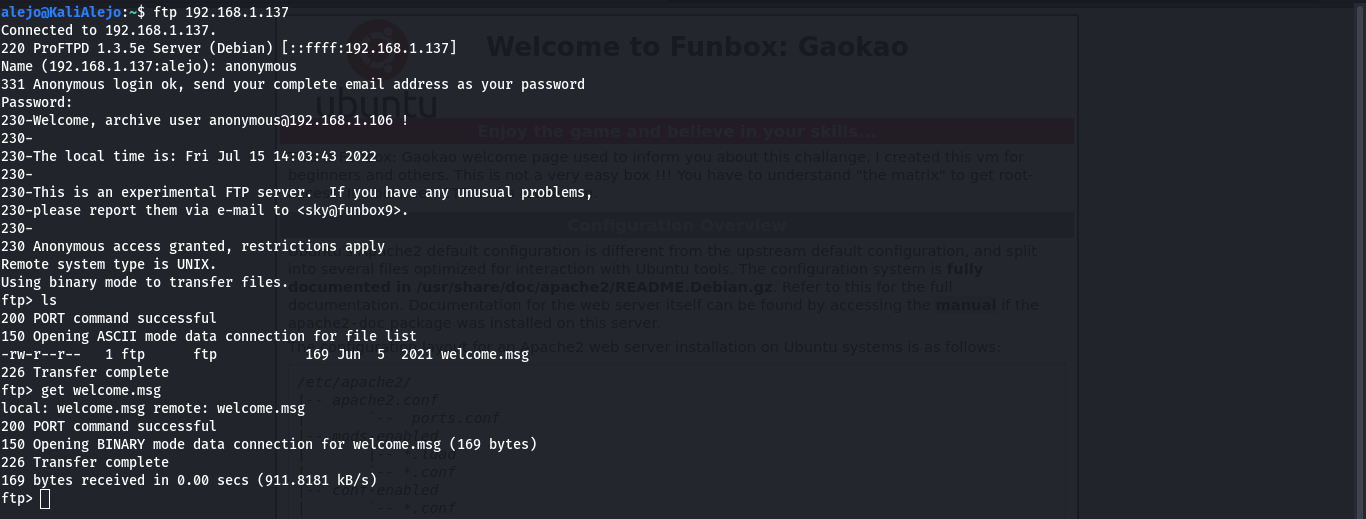 alejo@KaliAlejo:~$ ftp 192.168.1.137
Connected to 192.168.1.137.
220 ProFTPD 1.3.5e Server (Debian) [::ffff:192.168.1.137]
Name (192.168.1.137:alejo): anonymous
331 Anonymous login ok, send your complete email address as your password
Password:
230-Welcome, archive user anonymous@192.168.1.106 !
230-
230-The local time is: Fri Jul 15 14:03:43 2022
230-
230-This is an experimental FTP server.  If you have any unusual problems,
230-please report them via e-mail to <sky@funbox9>.
230-
230 Anonymous access granted, restrictions apply
Remote system type is UNIX.
Using binary mode to transfer files.
ftp> ls
200 PORT command successful
150 Opening ASCII mode data connection for file list
-rw-r--r--   1 ftp      ftp           169 Jun  5  2021 welcome.msg
226 Transfer complete
ftp> get welcome.msg
local: welcome.msg remote: welcome.msg
200 PORT command successful
150 Opening BINARY mode data connection for welcome.msg (169 bytes)
226 Transfer complete
169 bytes received in 0.00 secs (911.8181 kB/s)
ftp>
Welcome to Funbox: Gaokao
ubuntu
Enjoy the game and believe in your skills...
Gaokao welcome page used to inform you about this challange. I created this vm for
beginners and others. This is not a very easy box !!! You have to understand "the matrix" to get root-
Configuration Overview
default configuration is different from the upstream default configuration, and split
into several files optimized for interaction with Ubuntu tools. The configuration system is fully
documented in /usr/share/doc/apache2/README.Debian.gz. Refer to this for the full
documentation. Documentation for the web server itself can be found by accessing the manual if the
apache2-doc package was installed on this server.
The configuration layout for an Apache2 web server installation on Ubuntu systems is as follows:
/etc/apache2/
|-- apache2.conf
|       `--  ports.conf
|-- mods-enabled
|       |-- *.load
|       `-- *.conf
|-- conf-enabled
|       `-- *.conf